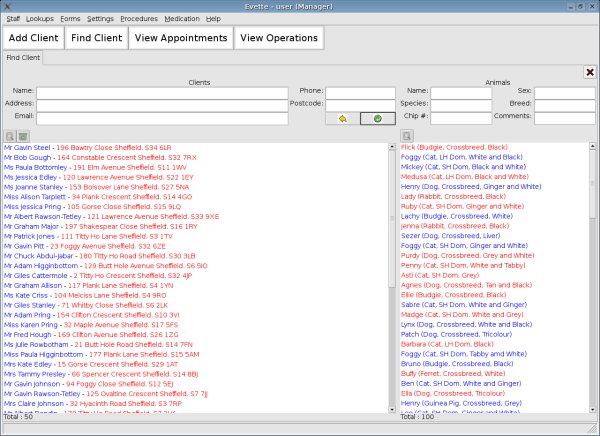 Evette - user (Manager)
Staff Lookups Forms Settings Procedures Medication Help
Add Client Find Client View Appointments View Operations
Find Client
Clients
Name: Phone:
Address: Postcode:
Email:
Animals
Name: Sex:
Species: Breed:
Chip #: Comments:
Mr Gavin Steel - 196 Bawtry Close Sheffield. S34 6LR
Mr Bob Gough - 164 Constable Crescent Sheffield. S32 7RX
Ms Paula Bottomley - 191 Elm Avenue Sheffield. S11 1WV
Ms Jessica Edley - 120 Lawrence Avenue Sheffield. S22 1EY
Ms Joanne Stanley - 153 Bolsover Lane Sheffield. S27 5NA
Miss Alison Tarplett - 34 Plank Crescent Sheffield. S14 4GO
Miss Jessica Pring - 105 Gorse Close Sheffield. S15 9LQ
Mr Albert Rawson-Tetley - 121 Lawrence Avenue Sheffield. S33 9XE
Mr Graham Major - 197 Shakespear Close Sheffield. S16 1RY
Mr Patrick Jones - 111 Titty Ho Lane Sheffield. S3 1TV
Mr Gavin Pitt - 23 Foggy Avenue Sheffield. S32 6ZE
Mr Chuck Abdul-Jabar - 180 Titty Ho Road Sheffield. S30 3LB
Mr Adam Higginbottom - 129 Butt Hole Avenue Sheffield. S6 5IO
Mr Giles Cattermole - 2 Titty Ho Crescent Sheffield. S32 4JP
Mr Graham Allison - 117 Plank Lane Sheffield. S4 1YN
Ms Kate Criss - 104 Melciss Lane Sheffield. S4 9RO
Mr Giles Stanley - 71 Whitby Close Sheffield. S6 2LK
Mr Adam Pring - 154 Clifton Crescent Sheffield. S10 3VI
Miss Karen Pring - 32 Maple Avenue Sheffield. S17 5FS
Mr Fred Hough - 169 Clifton Avenue Sheffield. S26 1ZG
Ms Julie Rowbotham - 21 Butt Hole Road Sheffield. S14 7FN
Miss Paula Higginbottom - 177 Plank Lane Sheffield. S15 5AM
Mrs Kate Edley - 15 Gorse Crescent Sheffield. S29 1AT
Mrs Tammy Presley - 66 Spencer Crescent Sheffield. S14 8BJ
Mr Gavin Johnson - 94 Foggy Close Sheffield. S12 5EJ
Mr Gavin Rawson-Tetley - 125 Ovaltine Crescent Sheffield. S7 7JJ
Mrs Claire Johnson - 32 Hyacinth Road Sheffield. S3 7RP
Total : 50
Flick (Budgie, Crossbreed, Black)
Foggy (Cat, SH Dom, White and Black)
Mickey (Cat, SH Dom, Black and White)
Medusa (Cat, LH Dom, Black and White)
Henry (Dog, Crossbreed, Ginger and White)
Lady (Rabbit, Crossbreed, Black)
Ruby (Cat, SH Dom, Ginger and White)
Lachy (Budgie, Crossbreed, White)
Jenna (Rabbit, Crossbreed, Black)
Sezer (Dog, Crossbreed, Liver)
Foggy (Cat, SH Dom, Ginger and White)
Purdy (Dog, Crossbreed, Grey and White)
Penny (Cat, SH Dom, White and Tabby)
Asti (Cat, SH Dom, Grey)
Agnes (Dog, Crossbreed, Tan and Black)
Ellie (Budgie, Crossbreed, Black)
Sabre (Cat, SH Dom, White and Ginger)
Madge (Cat, SH Dom, White and Grey)
Lynx (Dog, Crossbreed, White and Black)
Patch (Dog, Crossbreed, Tricolour)
Barbara (Cat, LH Dom, Black)
Foggy (Cat, SH Dom, Tabby and White)
Bruno (Budgie, Crossbreed, Black)
Buffy (Ferret, Crossbreed, White)
Ben (Cat, SH Dom, White and Ginger)
Ella (Dog, Crossbreed, Tricolour)
Henry (Guinea Pig, Crossbreed, Grey)
Total : 100